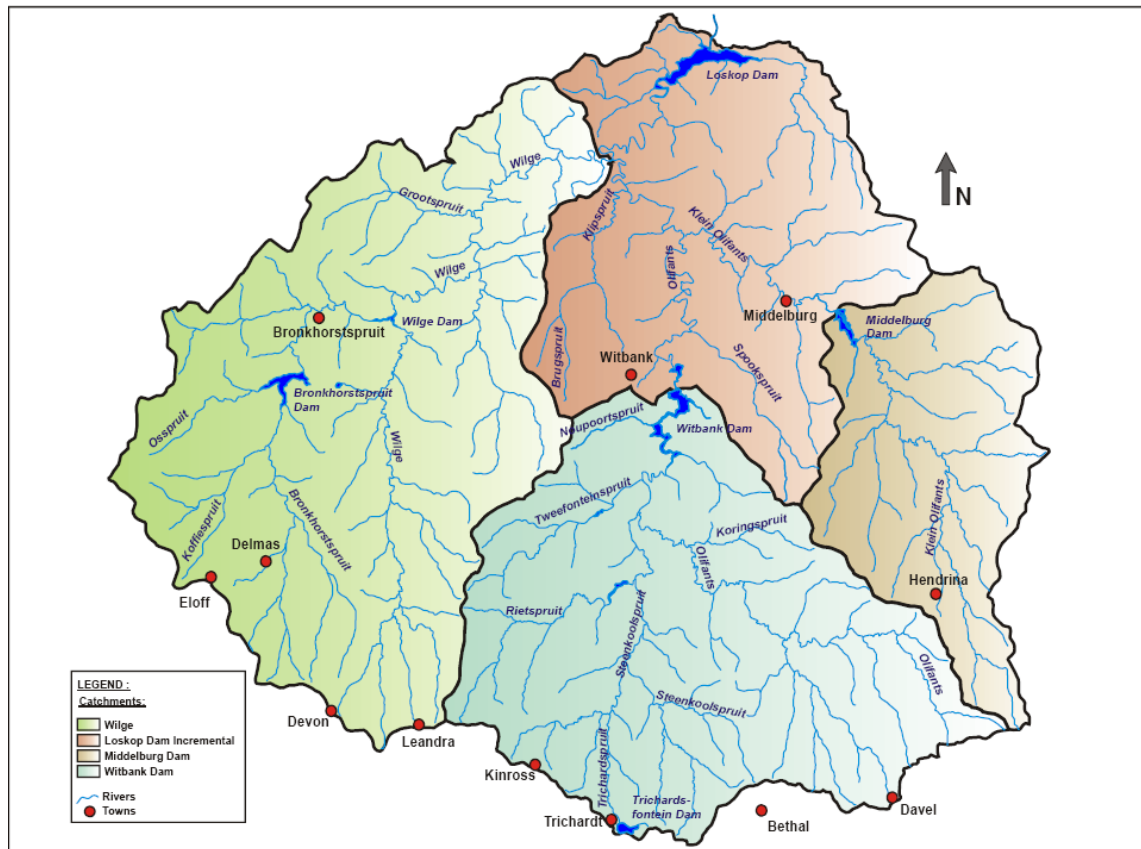 Loskop Dam
Wilge
Grootspruit
Klipspruit
Klein Olifants
N
Olifants
Wilge
Bronkhorstspruit
Wilge Dam
Middelburg
Middelburg
Dam
Brugspruit
Witbank
Spookspruit
Bronkhorstspruit
Dam
Osspruit
Wilge
Noupoortspruit
Witbank Dam
Tweefonteinspruit
Koringspruit
Koffiespruit
Bronkhorstspruit
Delmas
Eloff
Olifants
Klein Olifants
Hendrina
Rietspruit
Steenkoolspruit
Olifants
Steenkoolspruit
LEGEND :
Catchments:
Wilge
Loskop Dam Incremental
Middelburg Dam
Witbank Dam
Rivers
Towns
Devon
Leandra
Kinross
Trichardspruit
Trichardt
Trichards-
fontein Dam
Bethal
Davel